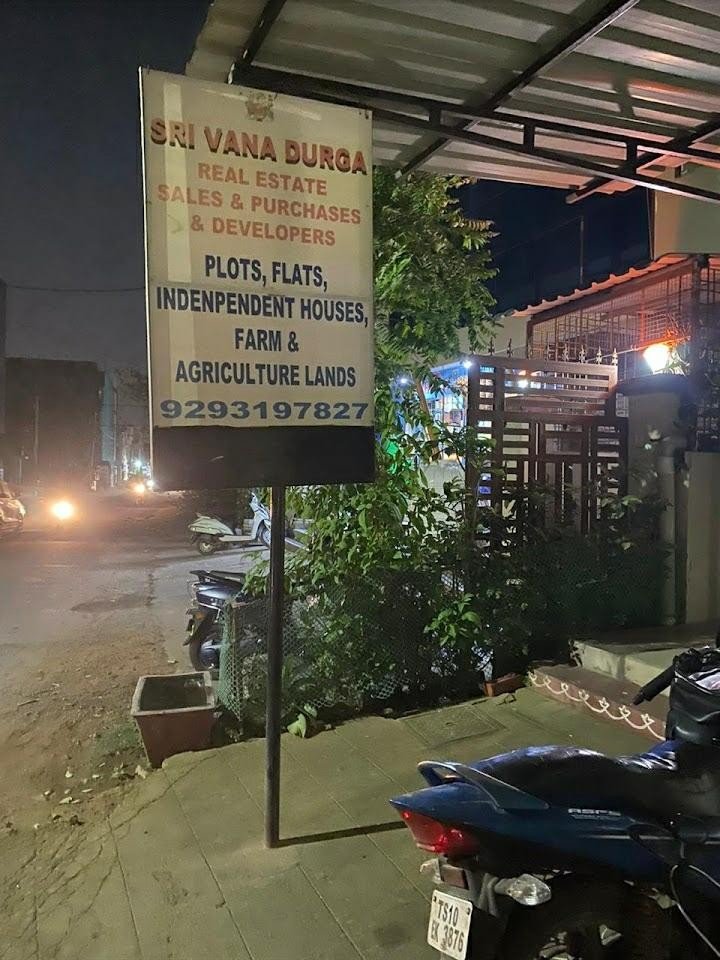 SRI VANA DURGA
REAL ESTATE
SALES & PURCHASES
& DEVELOPERS
PLOTS, FLATS,
INDENPENDENT HOUSES,
FARM &
AGRICULTURE LANDS
9293197827
TS10
EK 3876